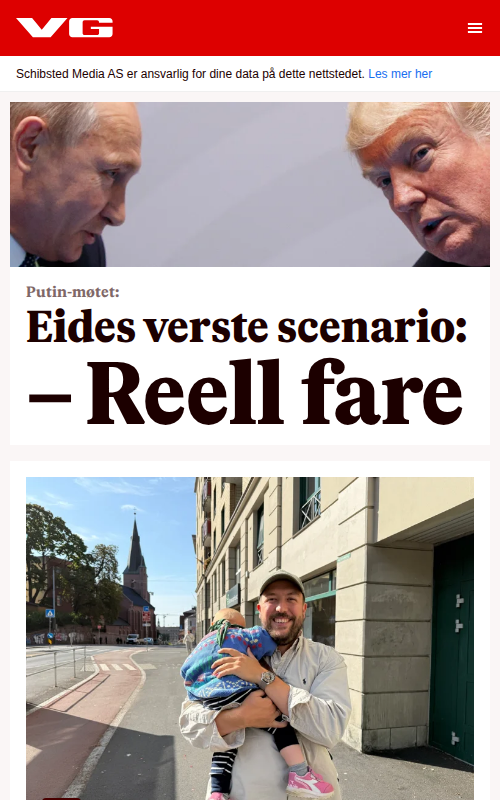 VG
Schibsted Media AS er ansvarlig for dine data på dette nettstedet. Les mer her
Putin-møtet:
Eides verste scenario:
– Reell fare